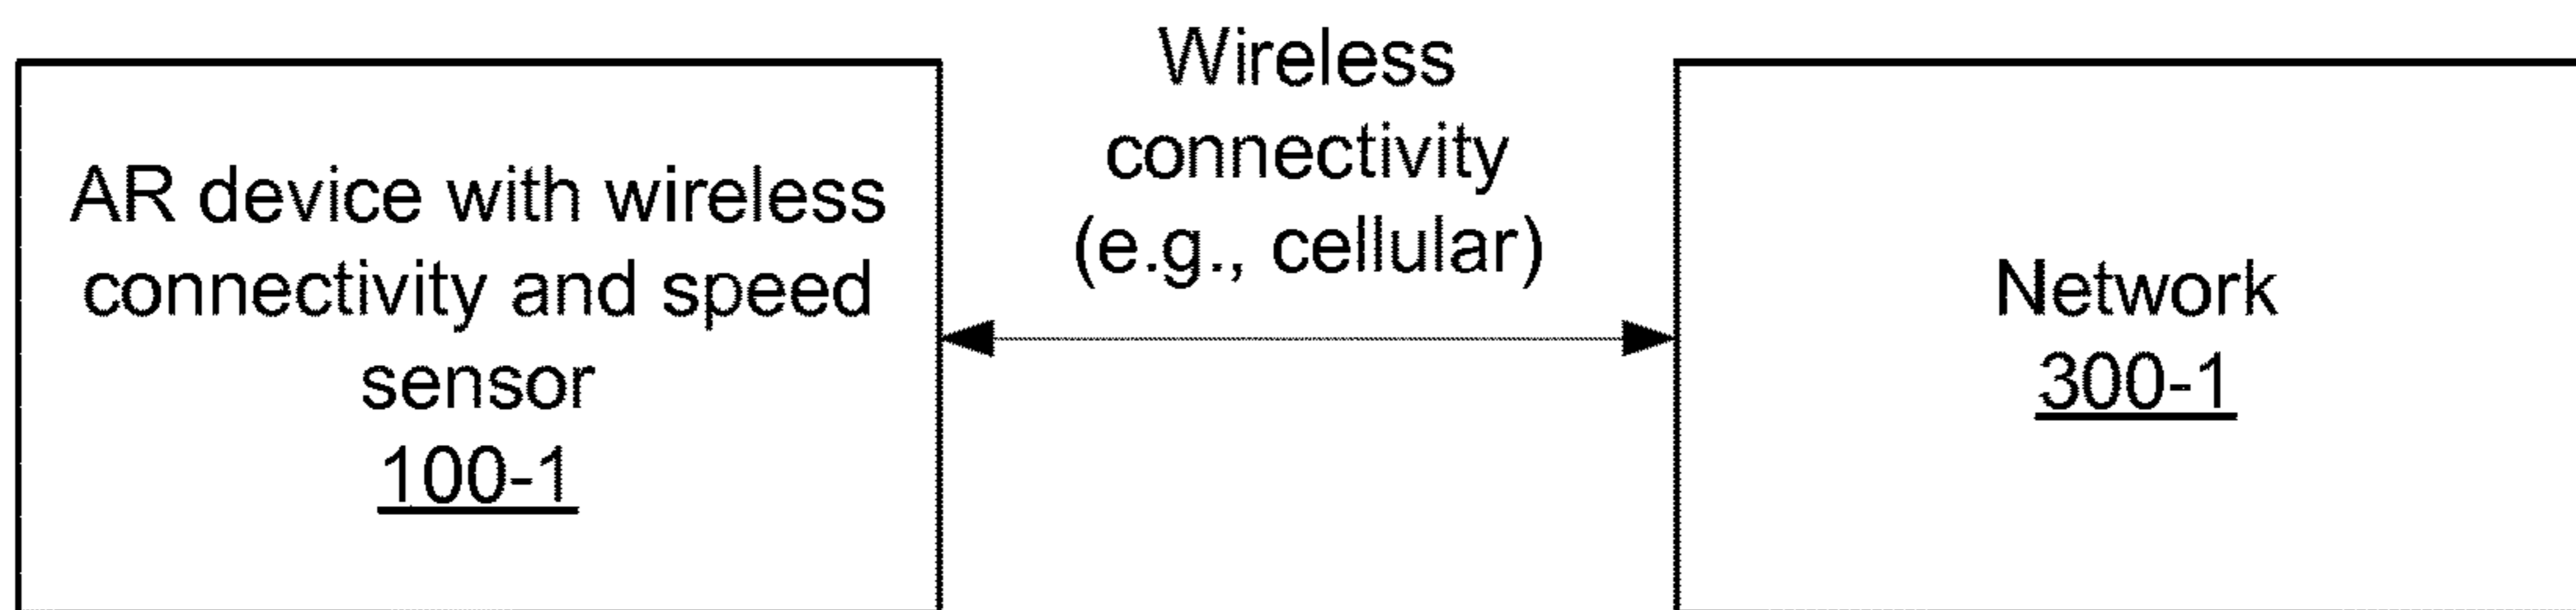 AR device with wireless
connectivity and speed
sensor
100-1
Wireless
connectivity
(e.g., cellular)
Network
300-1